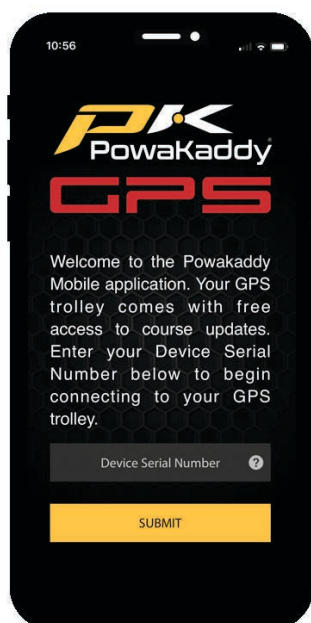 10:56
PK
PowaKaddy
GPS
Welcome to the Powakaddy
Mobile application. Your GPS
trolley comes with free
access to course updates.
Enter your Device Serial
Number below to begin
connecting to your GPS
trolley.
Device Serial Number ?
SUBMIT